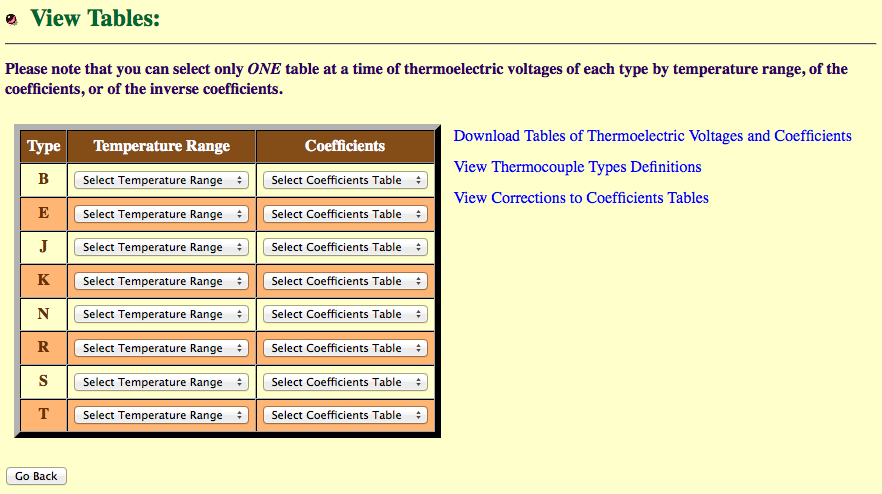 View Tables:
Please note that you can select only ONE table at a time of thermoelectric voltages of each type by temperature range, of the
coefficients, or of the inverse coefficients.
Type Temperature Range Coefficients
B Select Temperature Range Select Coefficients Table
E Select Temperature Range Select Coefficients Table
J Select Temperature Range Select Coefficients Table
K Select Temperature Range Select Coefficients Table
N Select Temperature Range Select Coefficients Table
R Select Temperature Range Select Coefficients Table
S Select Temperature Range Select Coefficients Table
T Select Temperature Range Select Coefficients Table
Download Tables of Thermoelectric Voltages and Coefficients
View Thermocouple Types Definitions
View Corrections to Coefficients Tables
Go Back